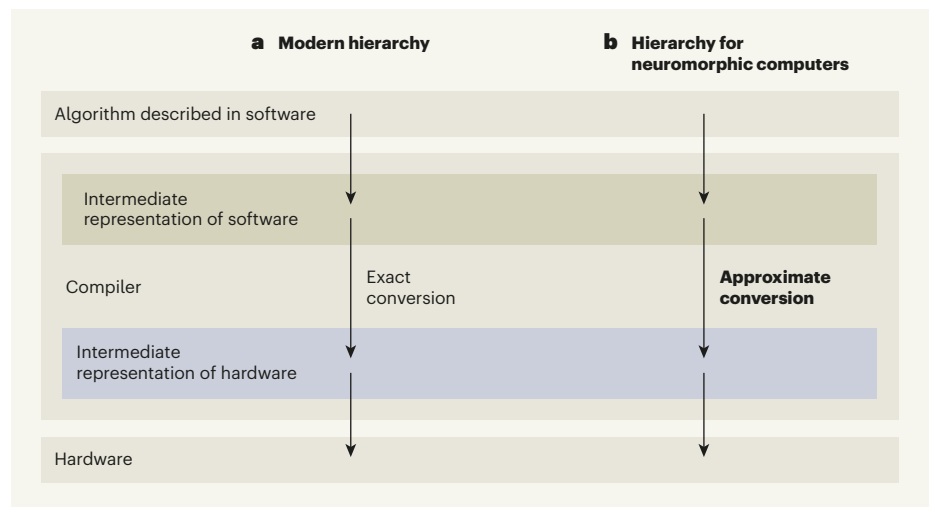 a Modern hierarchy
b Hierarchy for
neuromorphic computers
Algorithm described in software
Intermediate
representation of software
Compiler
Exact
conversion
Approximate
conversion
Intermediate
representation of hardware
Hardware